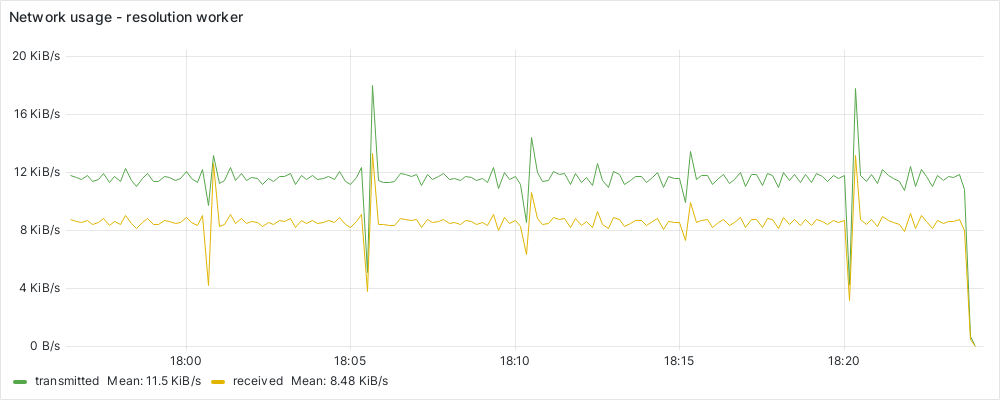 Network usage - resolution worker
20 KiB/s
16 KiB/s
12 KiB/s
8 KiB/s
4 KiB/s
0 B/s
18:00 18:05 18:10 18:15 18:20
transmitted Mean: 11.5 KiB/s received Mean: 8.48 KiB/s